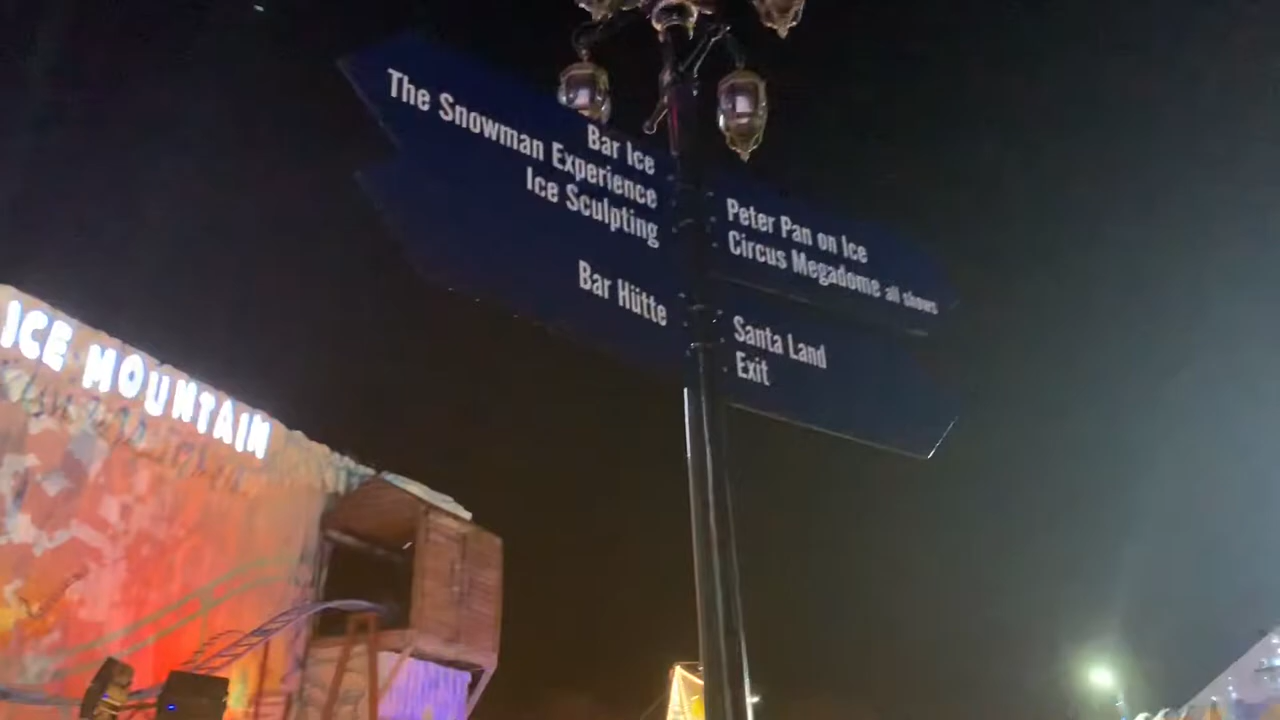 Bar Ice
The Snowman Experience
Ice Sculpting
Bar Hütte
Peter Pan on Ice
Circus Megadome all shows
Santa Land
Exit
ICE MOUNTAIN